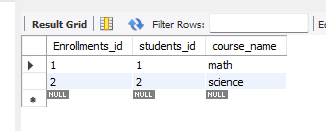 Result Grid Filter Rows:
Enrollments_id students_id course_name
1 1 math
2 2 science
NULL NULL NULL